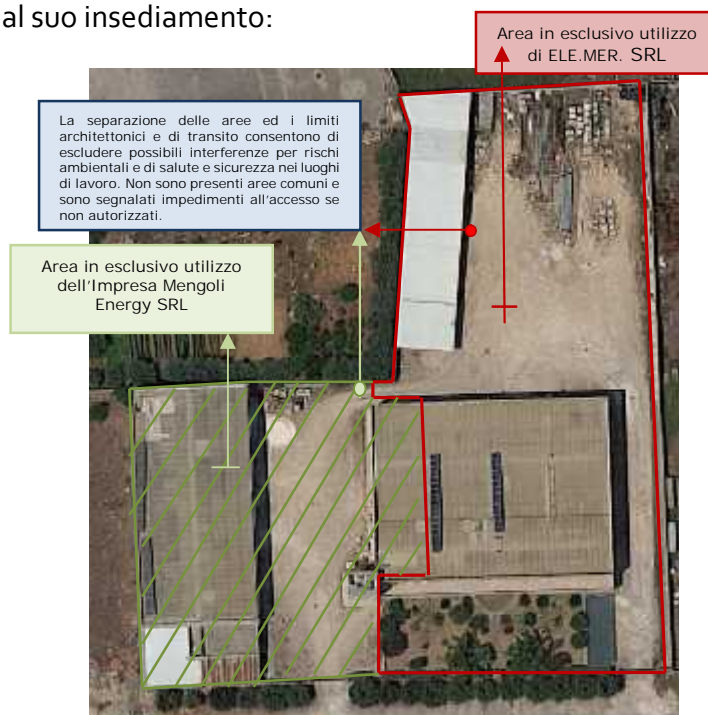 al suo insediamento:
Area in esclusivo utilizzo
di ELE.MER. SRL
La separazione delle aree ed i limiti
architettonici e di transito consentono di
escludere possibili interferenze per rischi
ambientali e di salute e sicurezza nei luoghi
di lavoro. Non sono presenti aree comuni e
sono segnalati impedimenti all'accesso se
non autorizzati.
Area in esclusivo utilizzo
dell'Impresa Mengoli
Energy SRL